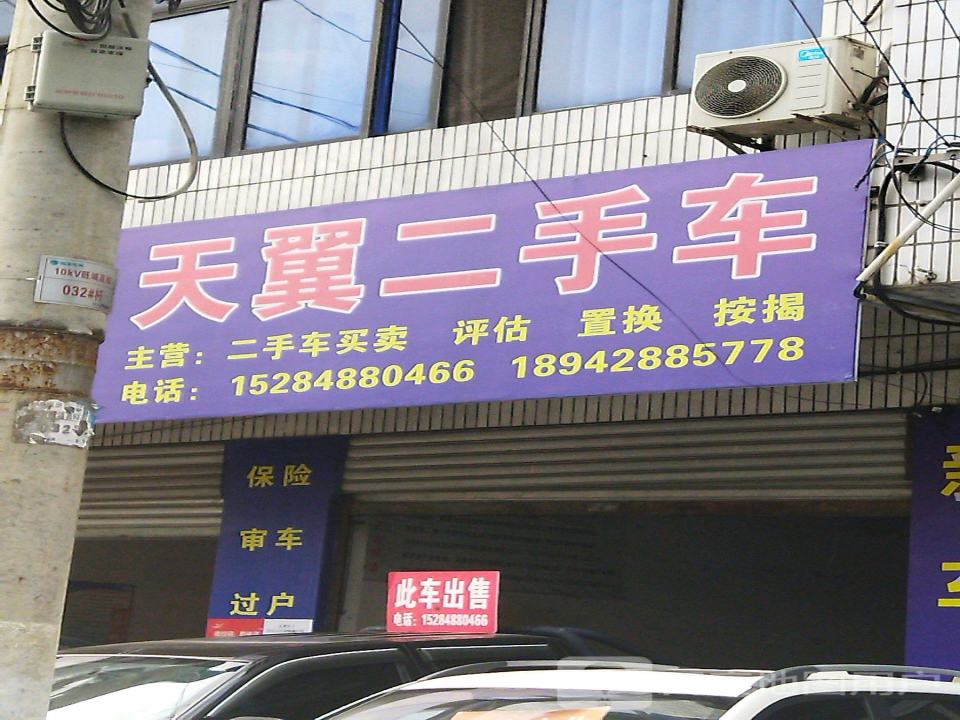 天翼二手车
主营：二手车买卖 评估 置换 按揭
电话：15284880466 18942885778
保险
审车
过户
此车出售
电话：15284880466
032#杆